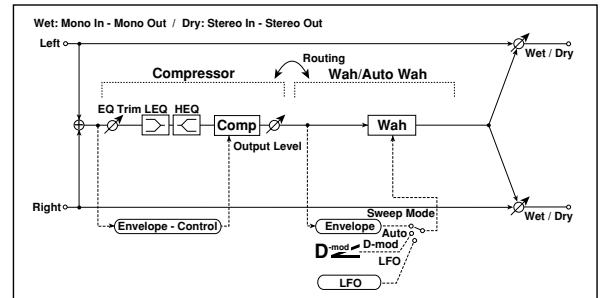 Wet: Mono In - Mono Out / Dry: Stereo In - Stereo Out
Left
Wet / Dry
Routing
Compressor
Wah/Auto Wah
EQ Trim LEQ HEQ
Comp
Wah
Output Level
Right
Wet / Dry
Sweep Mode
Envelope - Control
Envelope
Auto
D-mod
D-mod
LFO
LFO